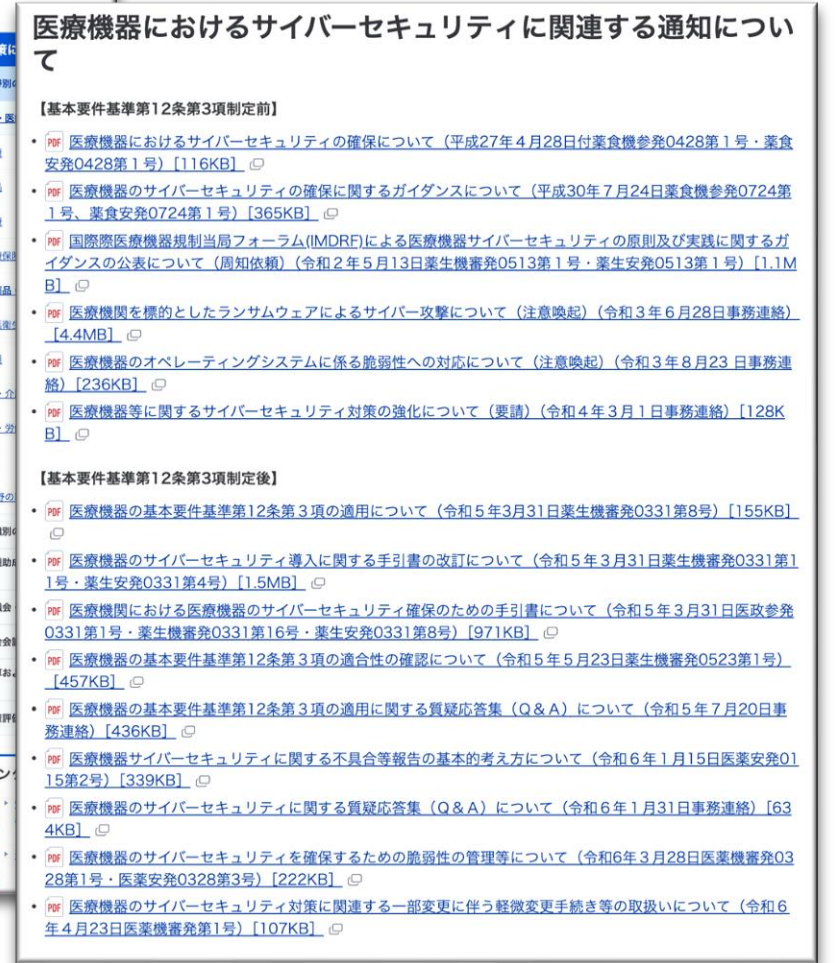 医療機器におけるサイバーセキュリティに関連する通知につい
て
【基本要件基準第12条第3項制定前】
• PDF 医療機器におけるサイバーセキュリティの確保について（平成27年4月28日付薬食機参発0428第１号・薬食
安発0428第１号）[116KB]
• PDF 医療機器のサイバーセキュリティの確保に関するガイダンスについて（平成30年７月24日薬食機参発0724第
１号、薬食安発0724第１号）[365KB]
• PDF 国際際医療機器規制当局フォーラム(IMDRF)による医療機器サイバーセキュリティの原則及び実践に関するガ
イダンスの公表について（周知依頼）（令和２年５月13日薬生機審発0513第１号・薬生安発0513第１号）[1.1M
B]
• PDF 医療機関を標的としたランサムウェアによるサイバー攻撃について（注意喚起）（令和３年６月28日事務連絡）
[4.4MB]
• PDF 医療機器のオペレーティングシステムに係る脆弱性への対応について（注意喚起）（令和３年８月23 日事務連
絡）[236KB]
• PDF 医療機器等に関するサイバーセキュリティ対策の強化について（要請）（令和４年３月１日事務連絡）[128K
B]
【基本要件基準第12条第3項制定後】
• PDF 医療機器の基本要件基準第12条第３項の適用について（令和５年3月31日薬生機審発0331第8号）[155KB]
• PDF 医療機器のサイバーセキュリティ導入に関する手引書の改訂について（令和５年３月31日薬生機審発0331第1
1号・薬生安発0331第4号）[1.5MB]
• PDF 医療機関における医療機器のサイバーセキュリティ確保のための手引書について（令和５年３月31日医政参発
0331第1号・薬生機審発0331第16号・薬生安発0331第8号）[971KB]
• PDF 医療機器の基本要件基準第12条第３項の適合性の確認について（令和５年５月23日薬生機審発0523第1号）
[457KB]
• PDF 医療機器の基本要件基準第12条第３項の適用に関する質疑応答集（Q＆A）について（令和５年７月20日事
務連絡）[436KB]
• PDF 医療機器サイバーセキュリティに関する不具合等報告の基本的考え方について（令和６年１月15日医薬安発01
15第2号）[339KB]
• PDF 医療機器のサイバーセキュリティに関する質疑応答集（Q＆A）について（令和６年１月31日事務連絡）[63
4KB]
• PDF 医療機器のサイバーセキュリティを確保するための脆弱性の管理等について（令和6年３月28日医薬機審発03
28第1号・医薬安発0328第3号）[222KB]
• PDF 医療機器のサイバーセキュリティ対策に関連する一部変更に伴う軽微変更手続き等の取扱いについて（令和６
年４月23日医薬機審発第1号）[107KB]